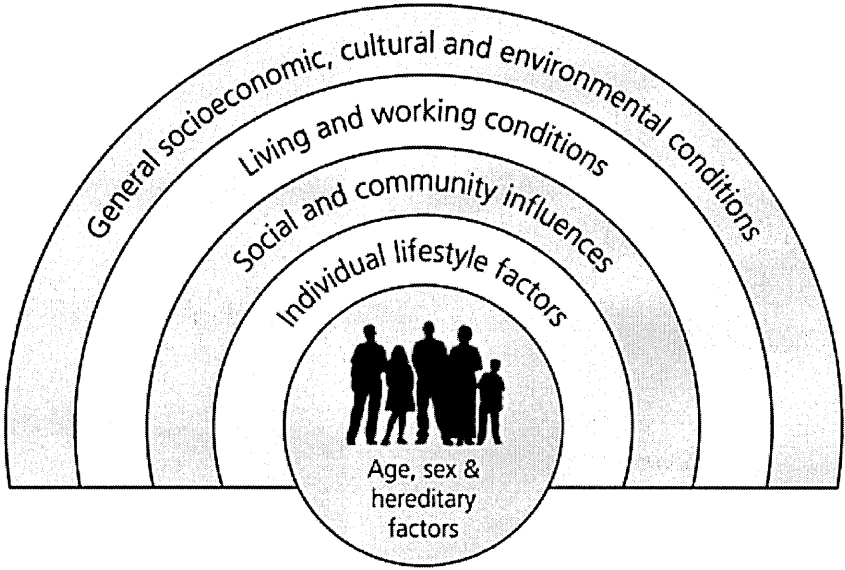 General socioeconomic, cultural and environmental conditions
Living and working conditions
Social and community influences
Individual lifestyle factors
Age, sex &
hereditary
factors